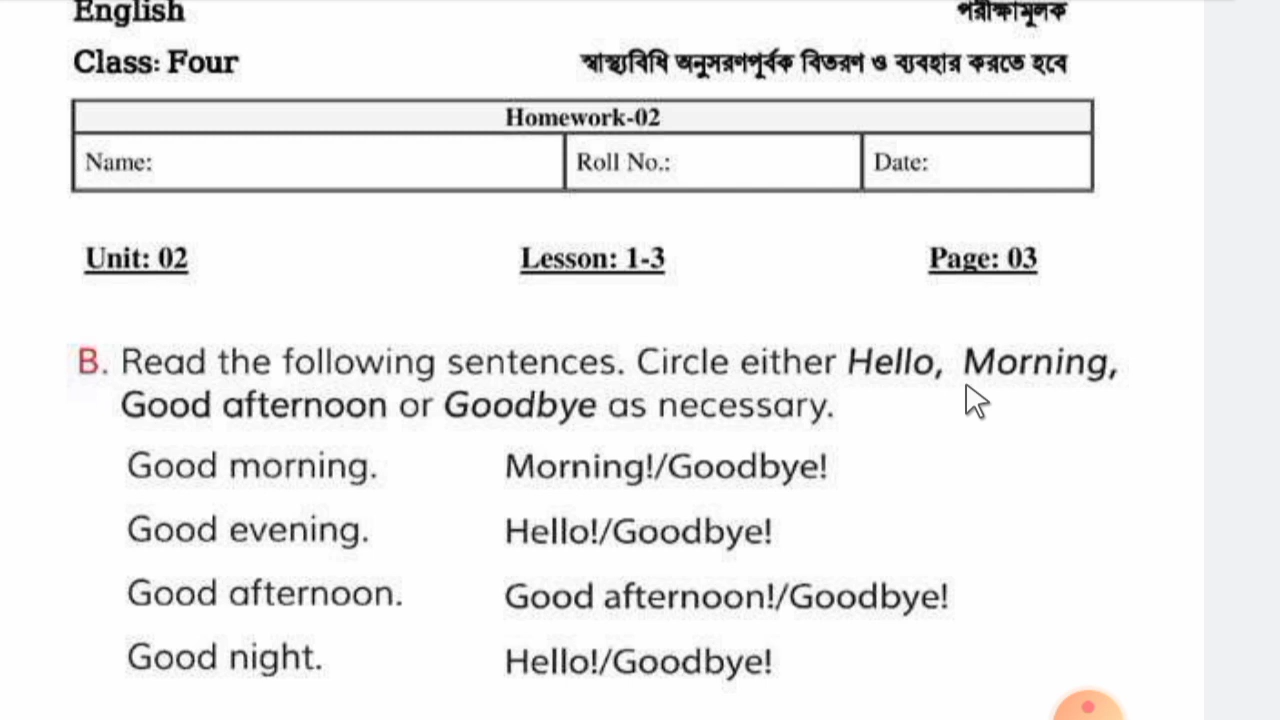 English পরীক্ষামূলক
Class: Four স্বাস্থ্যবিধি অনুসরণপূর্বক বিতরণ ও ব্যবহার করতে হবে
Homework-02
Name: Roll No.: Date:
Unit: 02 Lesson: 1-3 Page: 03
B. Read the following sentences. Circle either Hello, Morning,
Good afternoon or Goodbye as necessary.
Good morning. Morning!/Goodbye!
Good evening. Hello!/Goodbye!
Good afternoon. Good afternoon!/Goodbye!
Good night. Hello!/Goodbye!